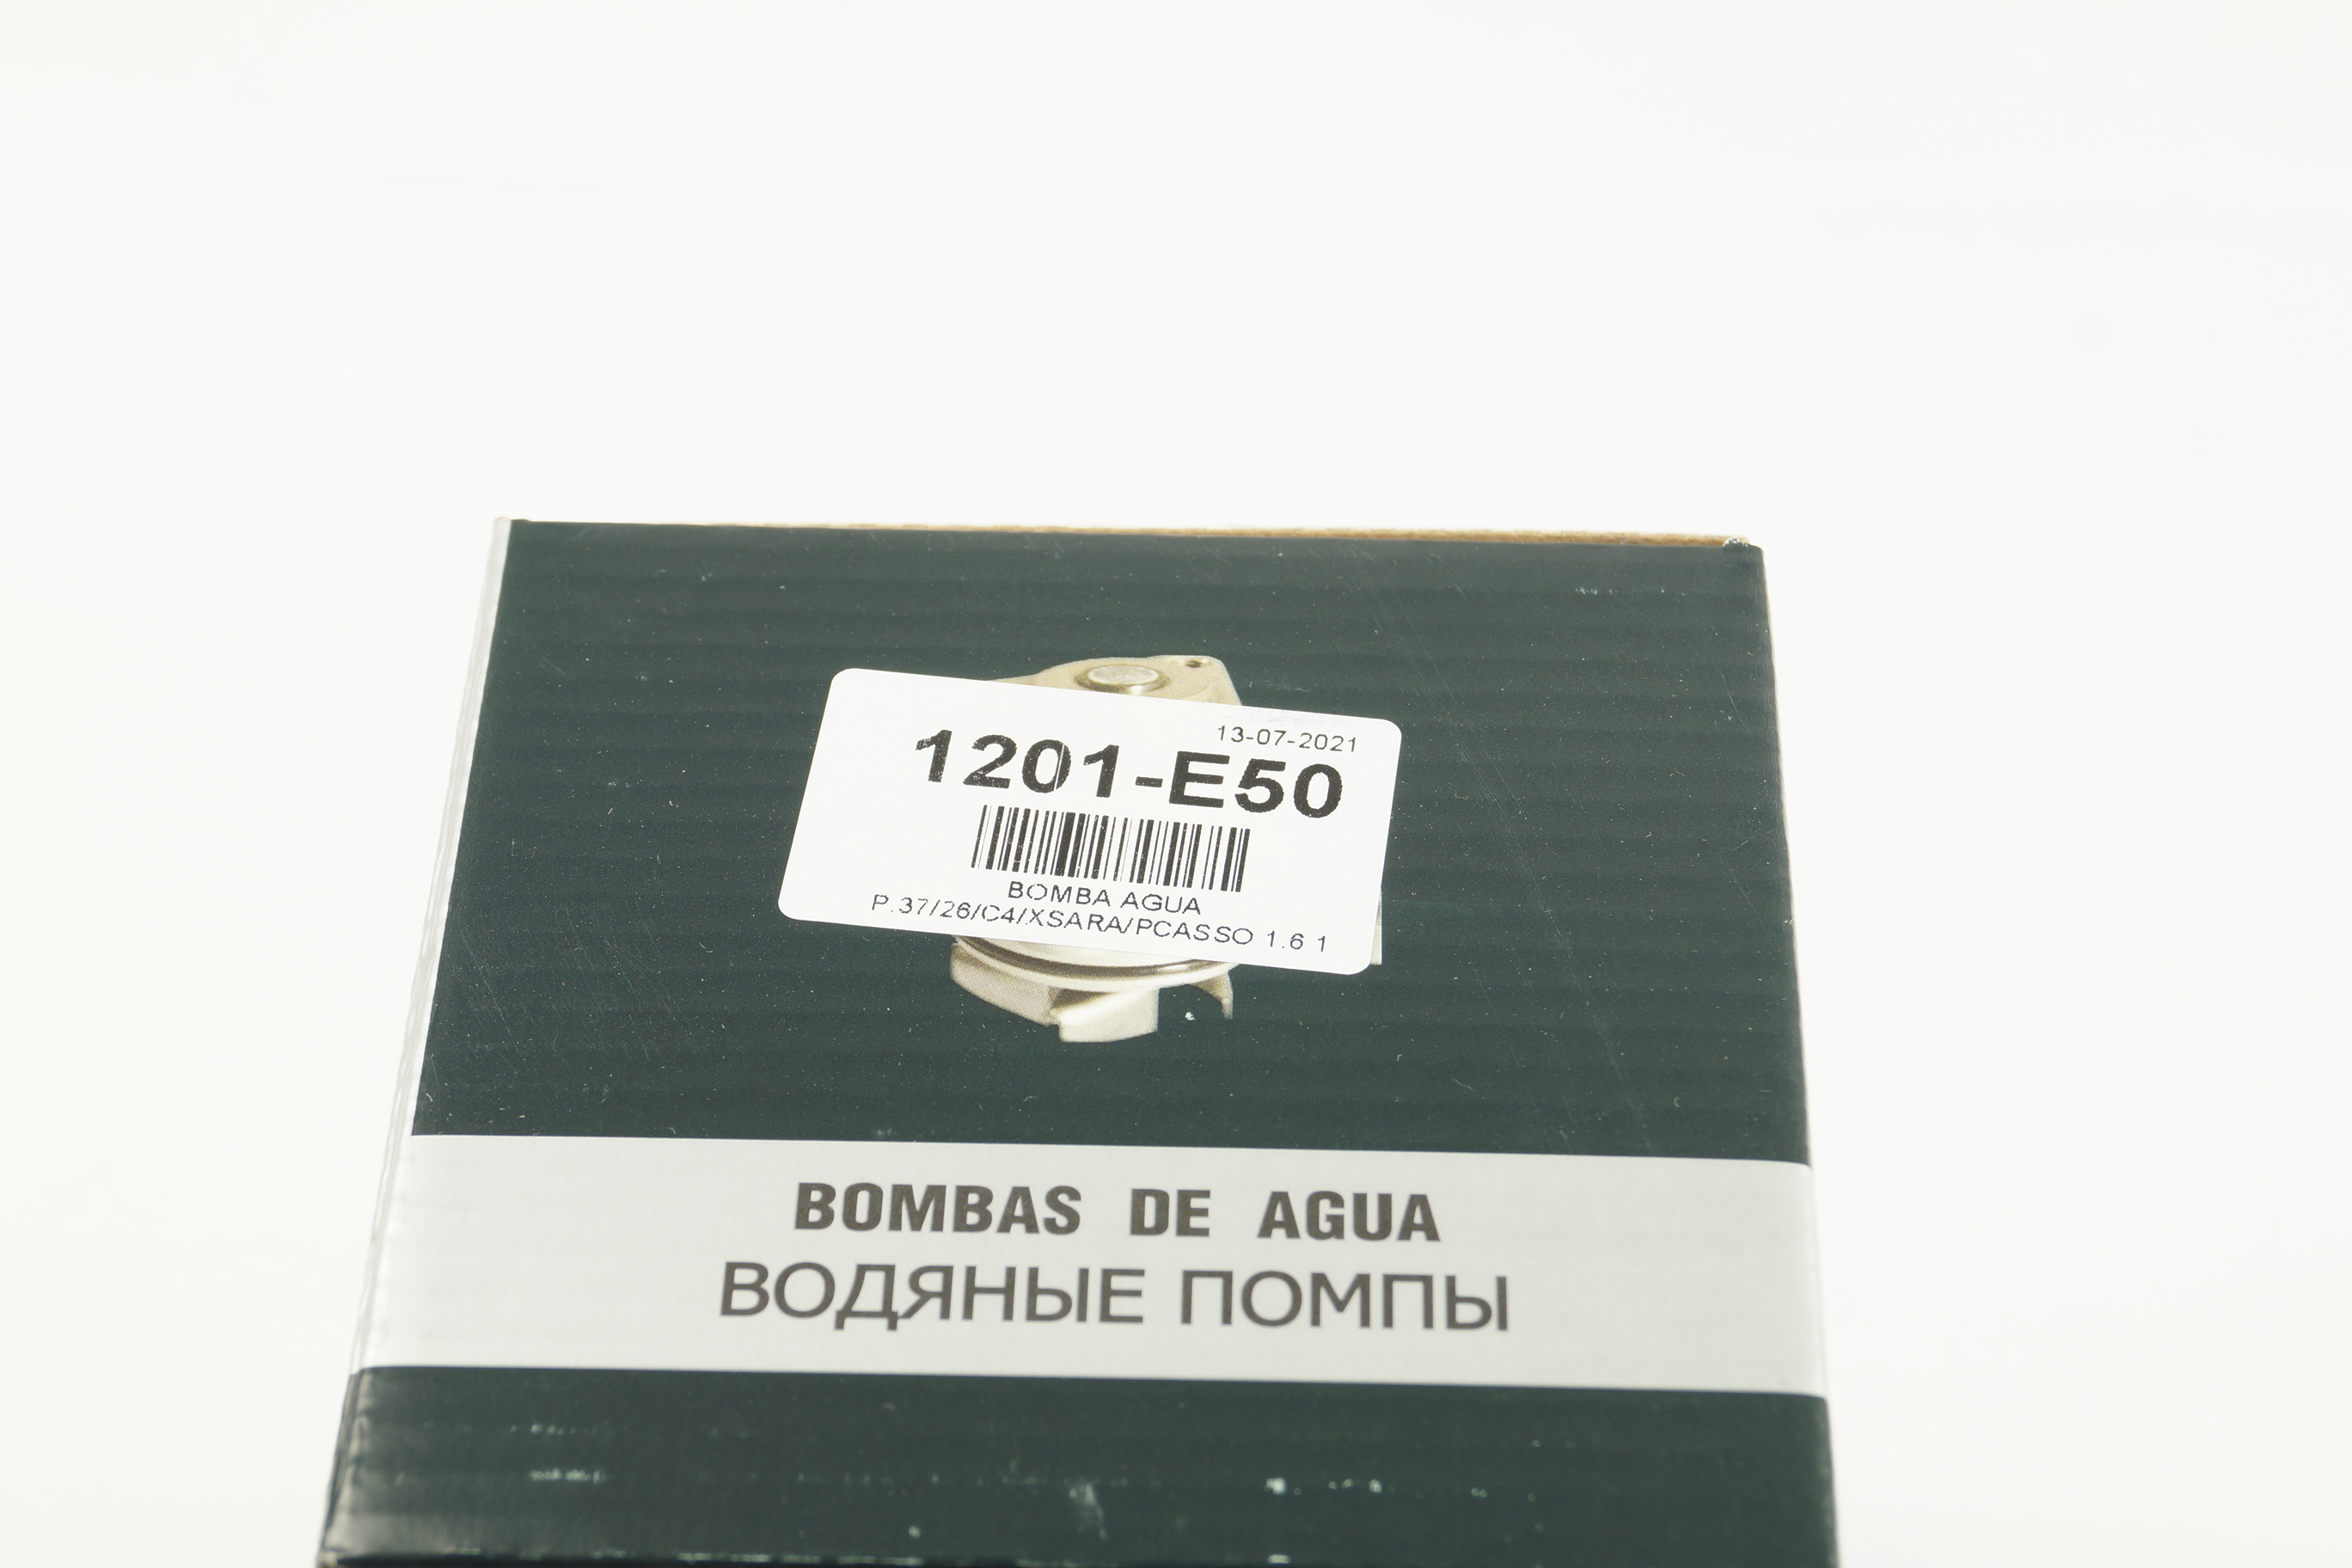 13-07-2021
1201-E50
BOMBA AGUA
P.37/26/C4/XSARA/PCASSO 1.6 1
BOMBAS DE AGUA
ВОДЯНЫЕ ПОМПЫ